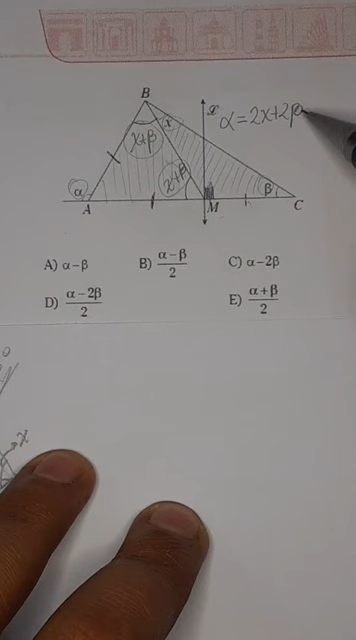 B
x
𝓛
α=2x+2β
x+β
x+β
α
β
A
M
C
A) α−β
B) α−β/2
C) α−2β
D) α−2β/2
E) α+β/2
x